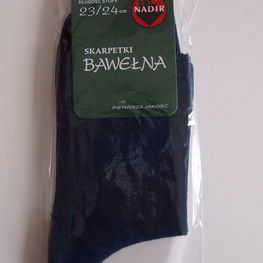 DŁUGOŚĆ STOPY
23/24 cm
NADIR
SKARPETKI
BAWEŁNA
PIERWSZA JAKOŚĆ